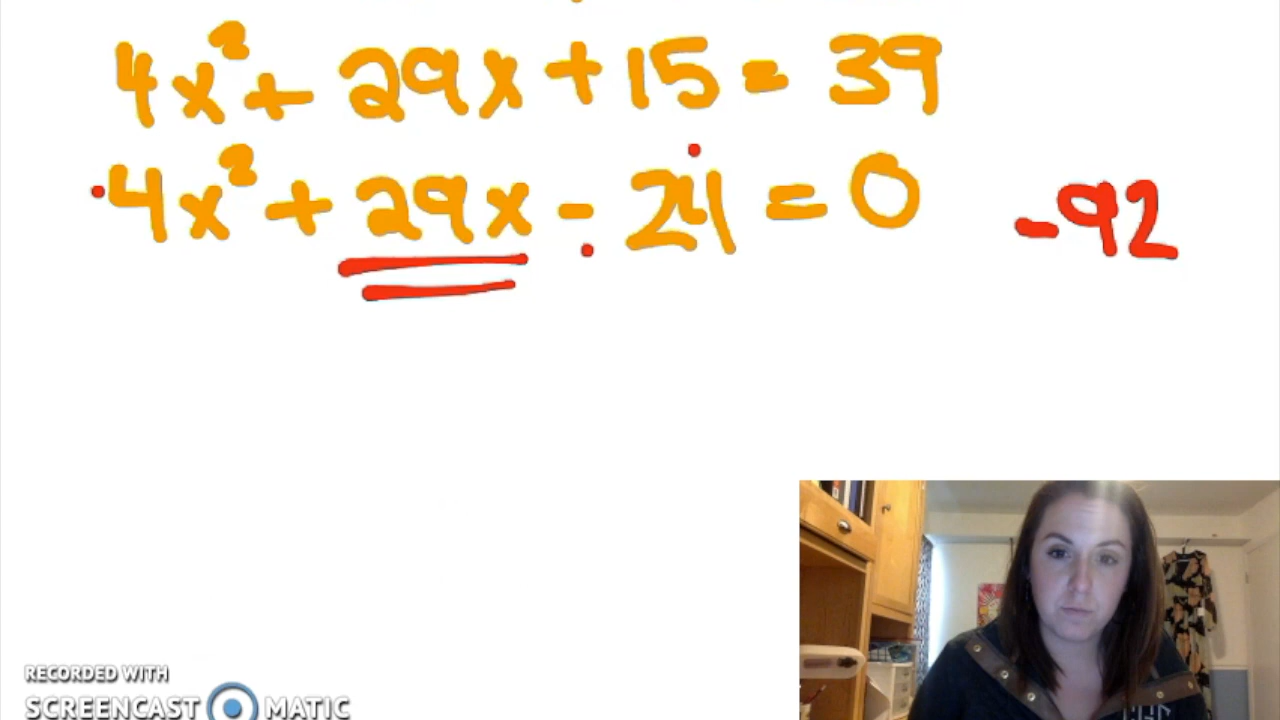 4x² + 29x + 15 = 39
4x² + 29x - 24 = 0
-92
RECORDED WITH
SCREENCAST MATIC